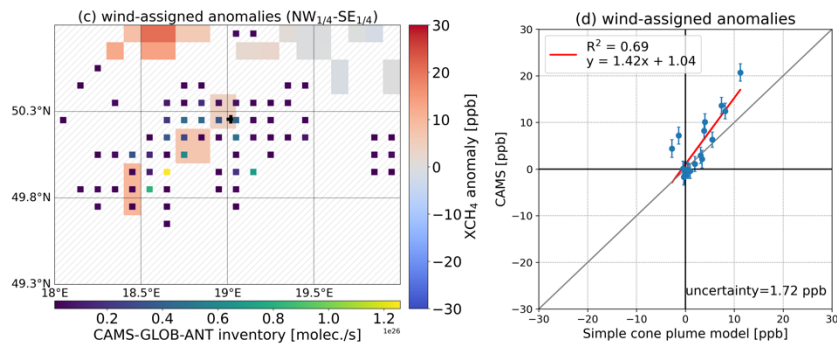 (c) wind-assigned anomalies (NW1/4-SE1/4)
50.3°N
49.8°N
49.3°N
18°E 18.5°E 19°E 19.5°E
0.2 0.4 0.6 0.8 1.0 1.2
1e26
CAMS-GLOB-ANT inventory [molec./s]
30
20
10
0
−10
−20
−30
XCH4 anomaly [ppb]
(d) wind-assigned anomalies
R² = 0.69
y = 1.42x + 1.04
30
20
10
0
−10
−20
−30
CAMS [ppb]
uncertainty=1.72 ppb
−30 −20 −10 0 10 20 30
Simple cone plume model [ppb]